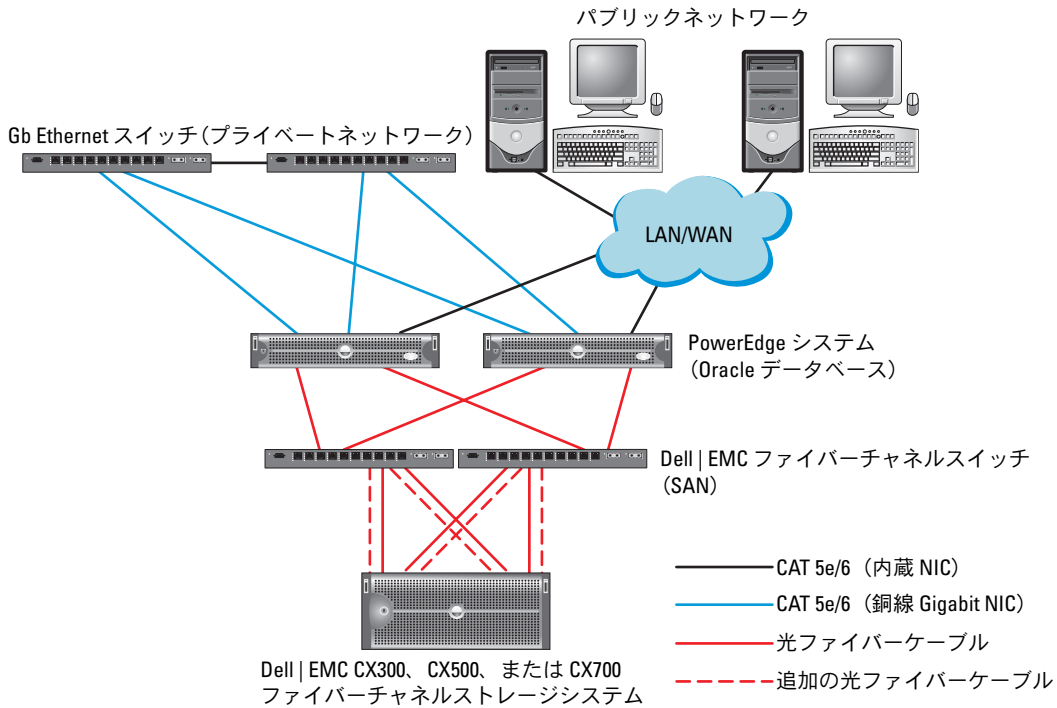 パブリックネットワーク
Gb Ethernet スイッチ（プライベートネットワーク）
LAN/WAN
PowerEdge システム
（Oracle データベース）
Dell | EMC ファイバーチャネルスイッチ
（SAN）
CAT 5e/6（内蔵 NIC）
CAT 5e/6（銅線 Gigabit NIC）
光ファイバーケーブル
追加の光ファイバーケーブル
Dell | EMC CX300、CX500、または CX700
ファイバーチャネルストレージシステム